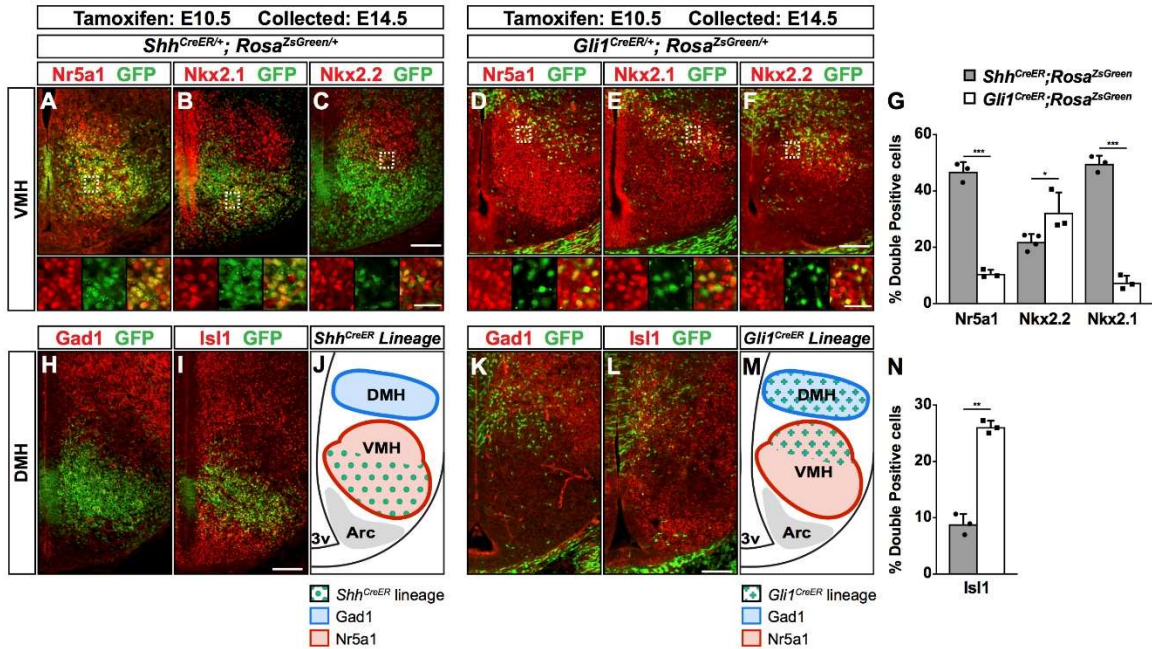 Tamoxifen: E10.5 Collected: E14.5
Shh^CreER/+; Rosa^ZsGreen/+
Nr5a1 GFP
Nkx2.1 GFP
Nkx2.2 GFP
VMH
A
B
C
Tamoxifen: E10.5 Collected: E14.5
Gli1^CreER/+; Rosa^ZsGreen/+
Nr5a1 GFP
Nkx2.1 GFP
Nkx2.2 GFP
D
E
F
G
Shh^CreER;Rosa^ZsGreen
Gli1^CreER;Rosa^ZsGreen
% Double Positive cells
60
40
20
0
***
*
***
Nr5a1 Nkx2.2 Nkx2.1
DMH
Gad1 GFP
Isl1 GFP
Shh^CreER Lineage
H
I
J
DMH
VMH
Arc
3v
Shh^CreER lineage
Gad1
Nr5a1
Gad1 GFP
Isl1 GFP
Gli1^CreER Lineage
K
L
M
DMH
VMH
Arc
3v
Gli1^CreER lineage
Gad1
Nr5a1
N
% Double Positive cells
30
20
10
0
**
Isl1